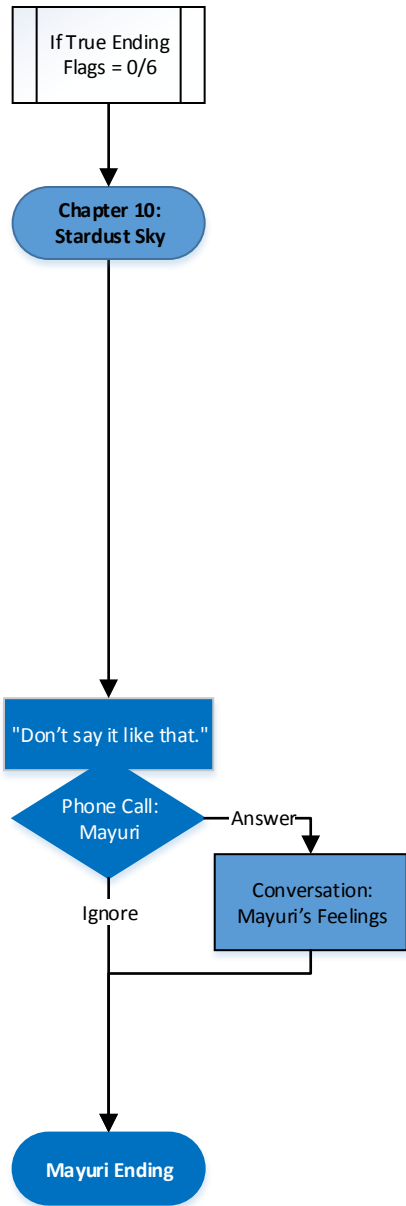 If True Ending
Flags = 0/6
Chapter 10:
Stardust Sky
"Don’t say it like that."
Phone Call:
Mayuri
Answer
Conversation:
Mayuri’s Feelings
Ignore
Mayuri Ending